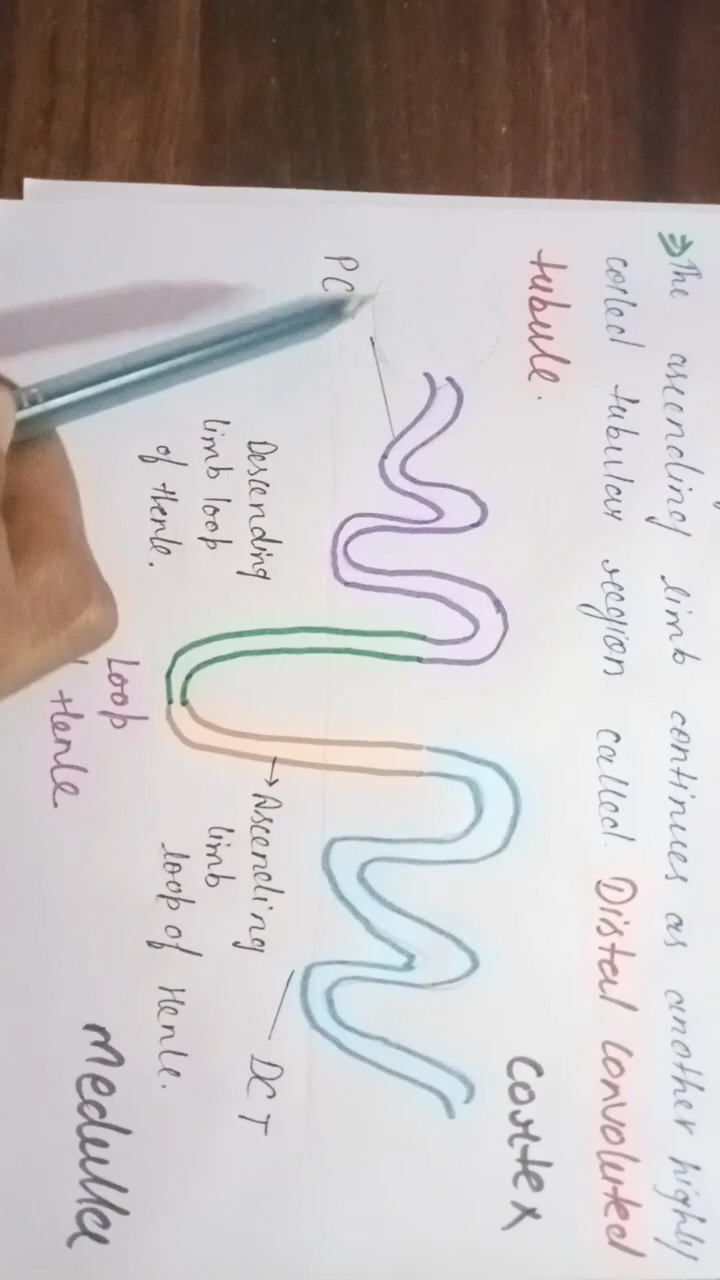 ⇒ The ascending limb continues as another highly
coiled tubular region called. Distal convoluted
tubule.
Cortex
PC
Descending
limb loop
of Henle.
→ Ascending
limb
loop of Henle.
DCT
Loop
Henle
Medulla